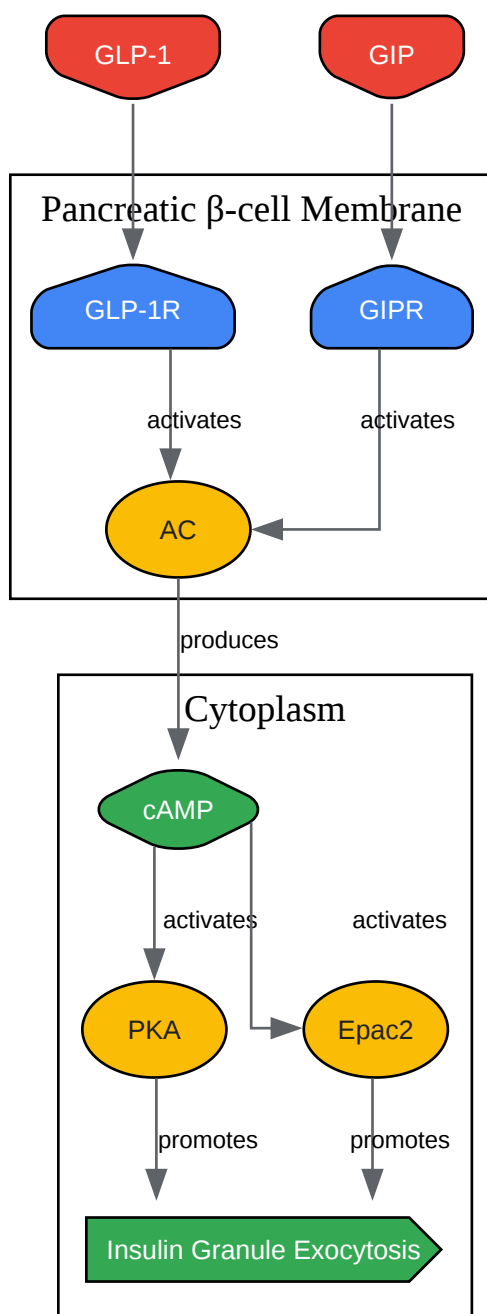 GLP-1
GIP
Pancreatic β-cell Membrane
GLP-1R
GIPR
activates
activates
AC
produces
Cytoplasm
cAMP
activates
activates
PKA
Epac2
promotes
promotes
Insulin Granule Exocytosis